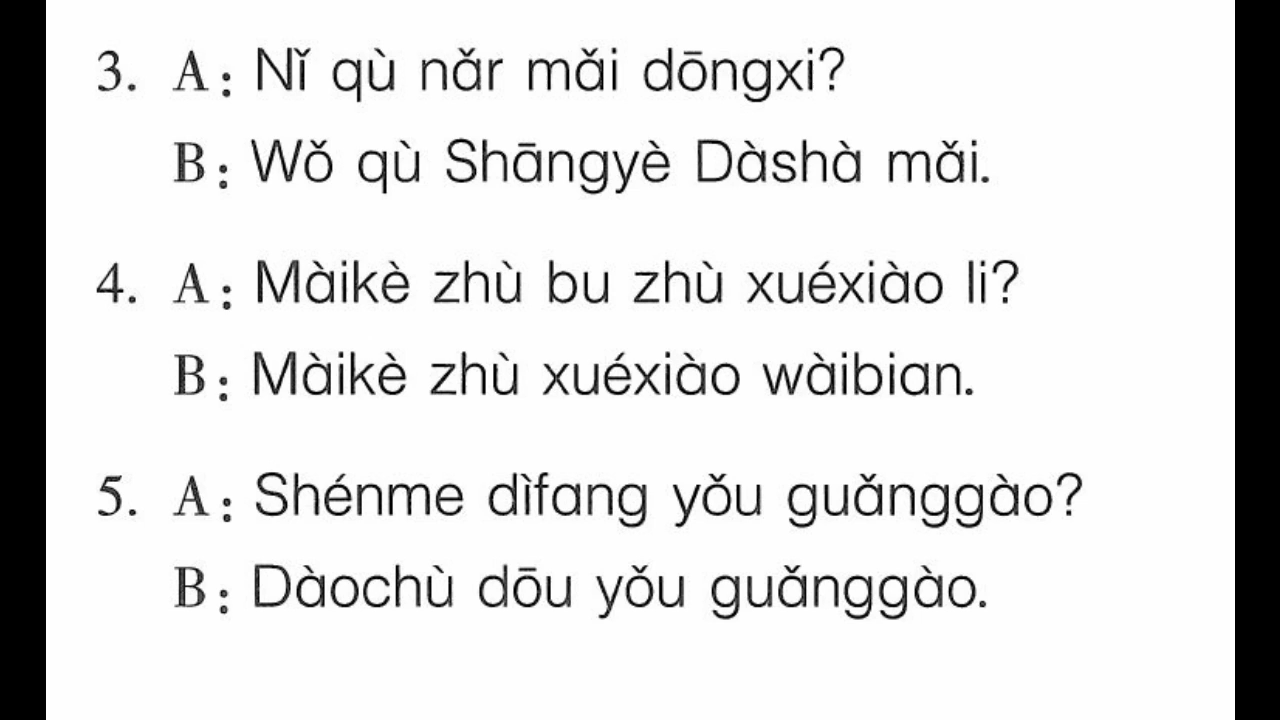 3. A: Nǐ qù nǎr mǎi dōngxi?
B: Wǒ qù Shāngyè Dàshà mǎi.
4. A: Màikè zhù bu zhù xuéxiào li?
B: Màikè zhù xuéxiào wàibian.
5. A: Shénme dìfang yǒu guǎnggào?
B: Dàochù dōu yǒu guǎnggào.